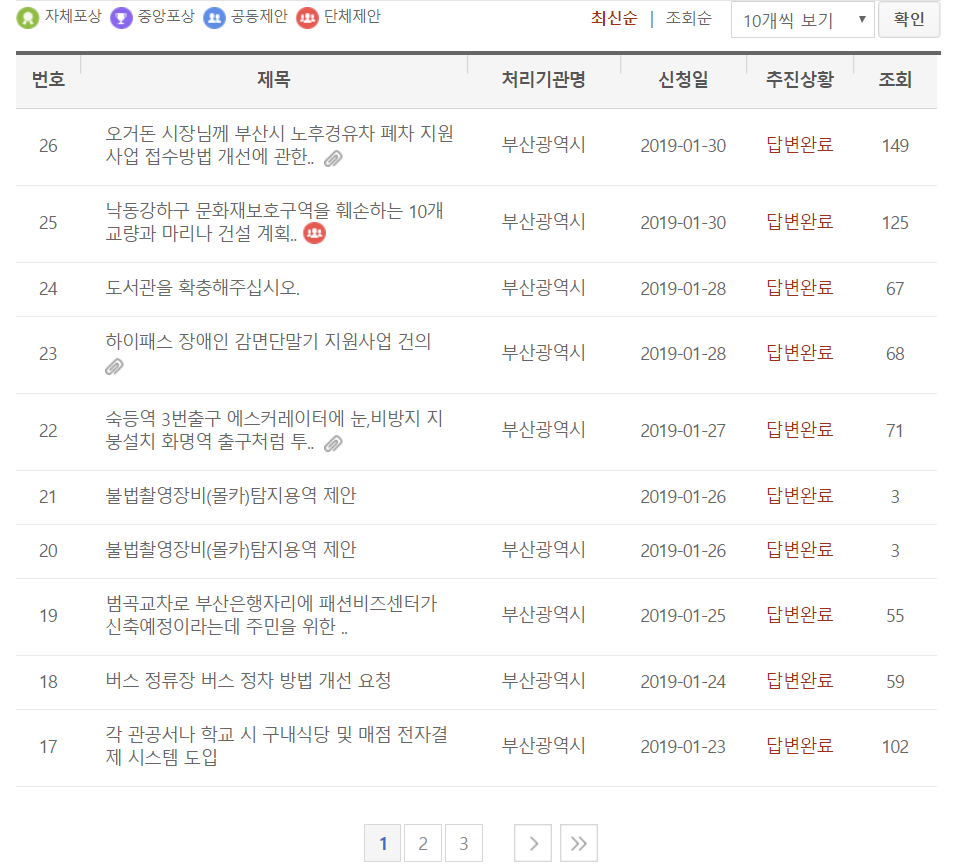 자체포상 중앙포상 공동제안 단체제안 최신순 | 조회순 10개씩 보기 ▼ 확인
번호 제목 처리기관명 신청일 추진상황 조회
26 오거돈 시장님께 부산시 노후경유차 폐차 지원
사업 접수방법 개선에 관한.. 부산광역시 2019-01-30 답변완료 149
25 낙동강하구 문화재보호구역을 훼손하는 10개
교량과 마리나 건설 계획.. 부산광역시 2019-01-30 답변완료 125
24 도서관을 확충해주십시오. 부산광역시 2019-01-28 답변완료 67
23 하이패스 장애인 감면단말기 지원사업 건의 부산광역시 2019-01-28 답변완료 68
22 숙등역 3번출구 에스커레이터에 눈,비방지 지
붕설치 화명역 출구처럼 투.. 부산광역시 2019-01-27 답변완료 71
21 불법촬영장비(몰카)탐지용역 제안 2019-01-26 답변완료 3
20 불법촬영장비(몰카)탐지용역 제안 부산광역시 2019-01-26 답변완료 3
19 범곡교차로 부산은행자리에 패션비즈센터가
신축예정이라는데 주민을 위한 .. 부산광역시 2019-01-25 답변완료 55
18 버스 정류장 버스 정차 방법 개선 요청 부산광역시 2019-01-24 답변완료 59
17 각 관공서나 학교 시 구내식당 및 매점 전자결
제 시스템 도입 부산광역시 2019-01-23 답변완료 102
1 2 3 > >>